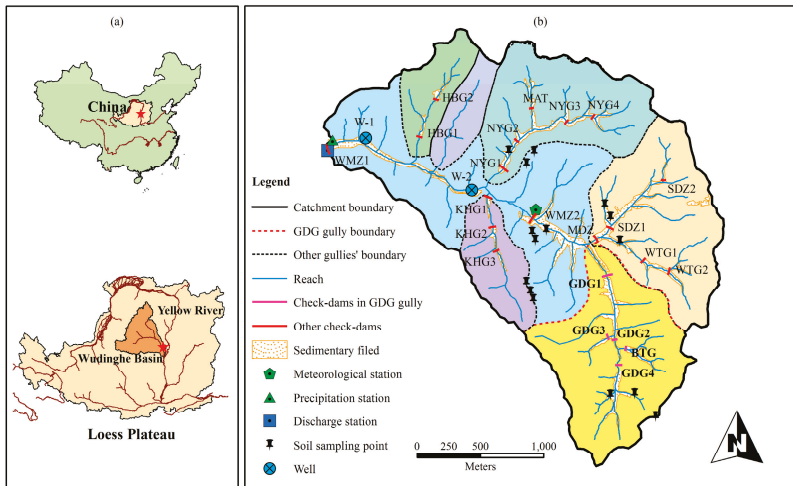 (a)
China
Yellow River
Wudinghe Basin
Loess Plateau
(b)
HBG2
MAT
NYG3
NYG4
W-1
HBG1
NYG2
WMZ1
NYG1
W-2
SDZ2
KHG1
WMZ2
SDZ1
KHG2
MDZ
WTG1
KHG3
WTG2
GDG1
GDG3
GDG2
BTG
GDG4
Legend
Catchment boundary
GDG gully boundary
Other gullies' boundary
Reach
Check-dams in GDG gully
Other check-dams
Sedimentary filed
Meteorological station
Precipitation station
Discharge station
Soil sampling point
Well
0 250 500 1,000
Meters
N